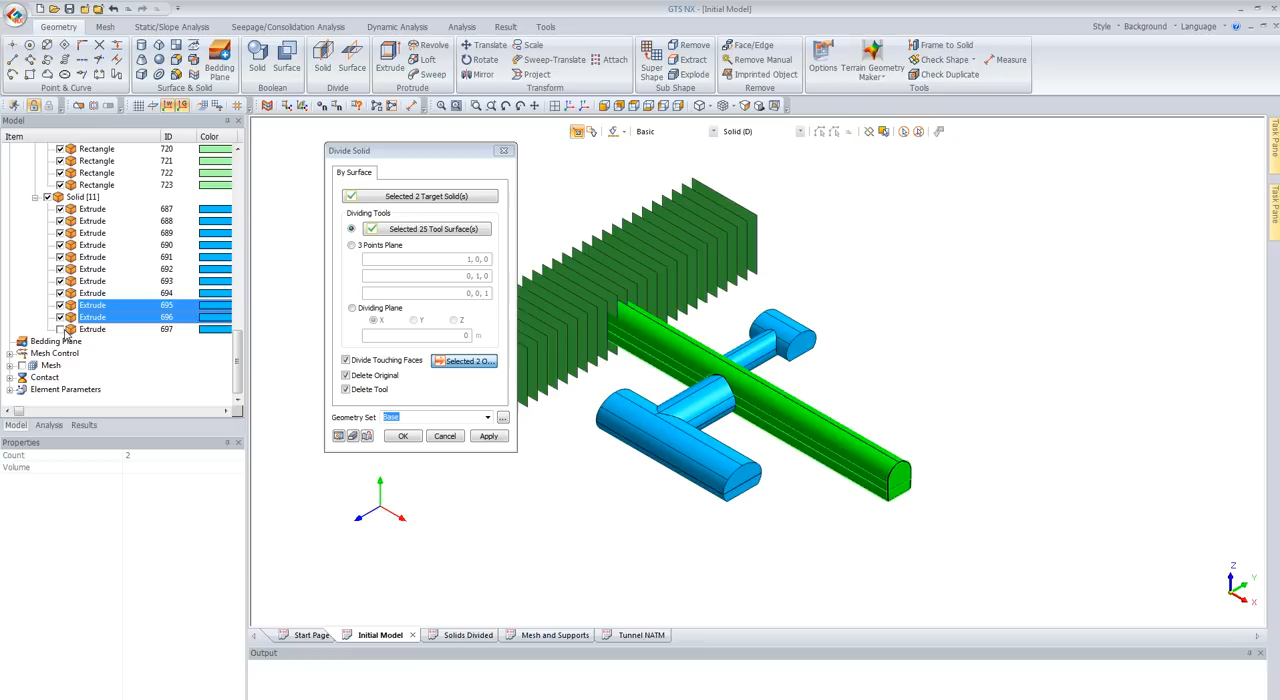 GTS NX - [Initial Model]
Geometry Mesh Static/Slope Analysis Seepage/Consolidation Analysis Dynamic Analysis Analysis Result Tools
Style Background Language
Revolve Translate Scale Remove Face/Edge Frame to Solid
Loft Rotate Sweep-Translate Attach Extract Remove Manual Check Shape Measure
Bedding Plane Solid Surface Solid Surface Extrude Sweep Mirror Project Super Shape Explode Imprinted Object Options Terrain Geometry Maker Check Duplicate
Point & Curve Surface & Solid Boolean Divide Protrude Transform Sub Shape Remove Tools
Model
Item ID Color
Rectangle 720
Rectangle 721
Rectangle 722
Rectangle 723
Solid [11]
Extrude 687
Extrude 688
Extrude 689
Extrude 690
Extrude 691
Extrude 692
Extrude 693
Extrude 694
Extrude 695
Extrude 696
Extrude 697
Bedding Plane
Mesh Control
Mesh
Contact
Element Parameters
Model Analysis Results
Properties
Count 2
Volume
Basic Solid (D)
Divide Solid
By Surface
Selected 2 Target Solid(s)
Dividing Tools
Selected 25 Tool Surface(s)
3 Points Plane
1, 0, 0
0, 1, 0
0, 0, 1
Dividing Plane
X Y Z
0 m
Divide Touching Faces Selected 2 O...
Delete Original
Delete Tool
Geometry Set Base ...
OK Cancel Apply
Task Pane
Task Pane
Z
Y
X
Start Page Initial Model Solids Divided Mesh and Supports Tunnel NATM
Output